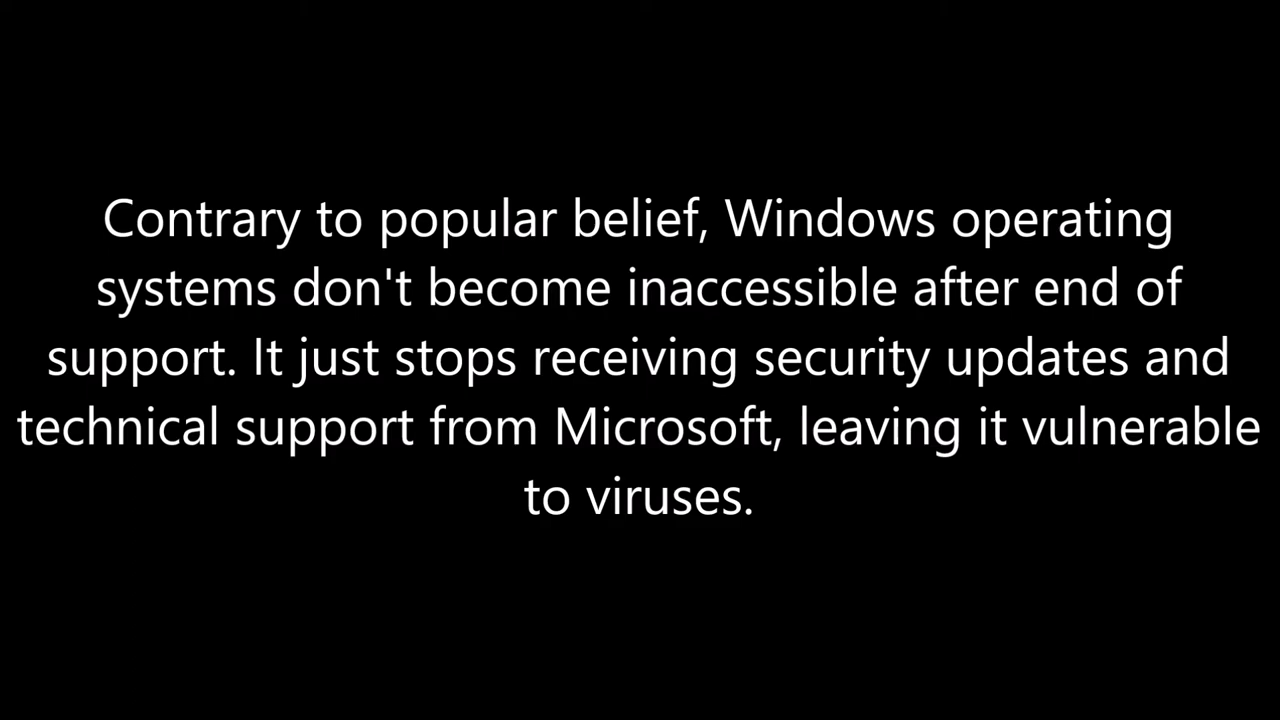 Contrary to popular belief, Windows operating
systems don't become inaccessible after end of
support. It just stops receiving security updates and
technical support from Microsoft, leaving it vulnerable
to viruses.